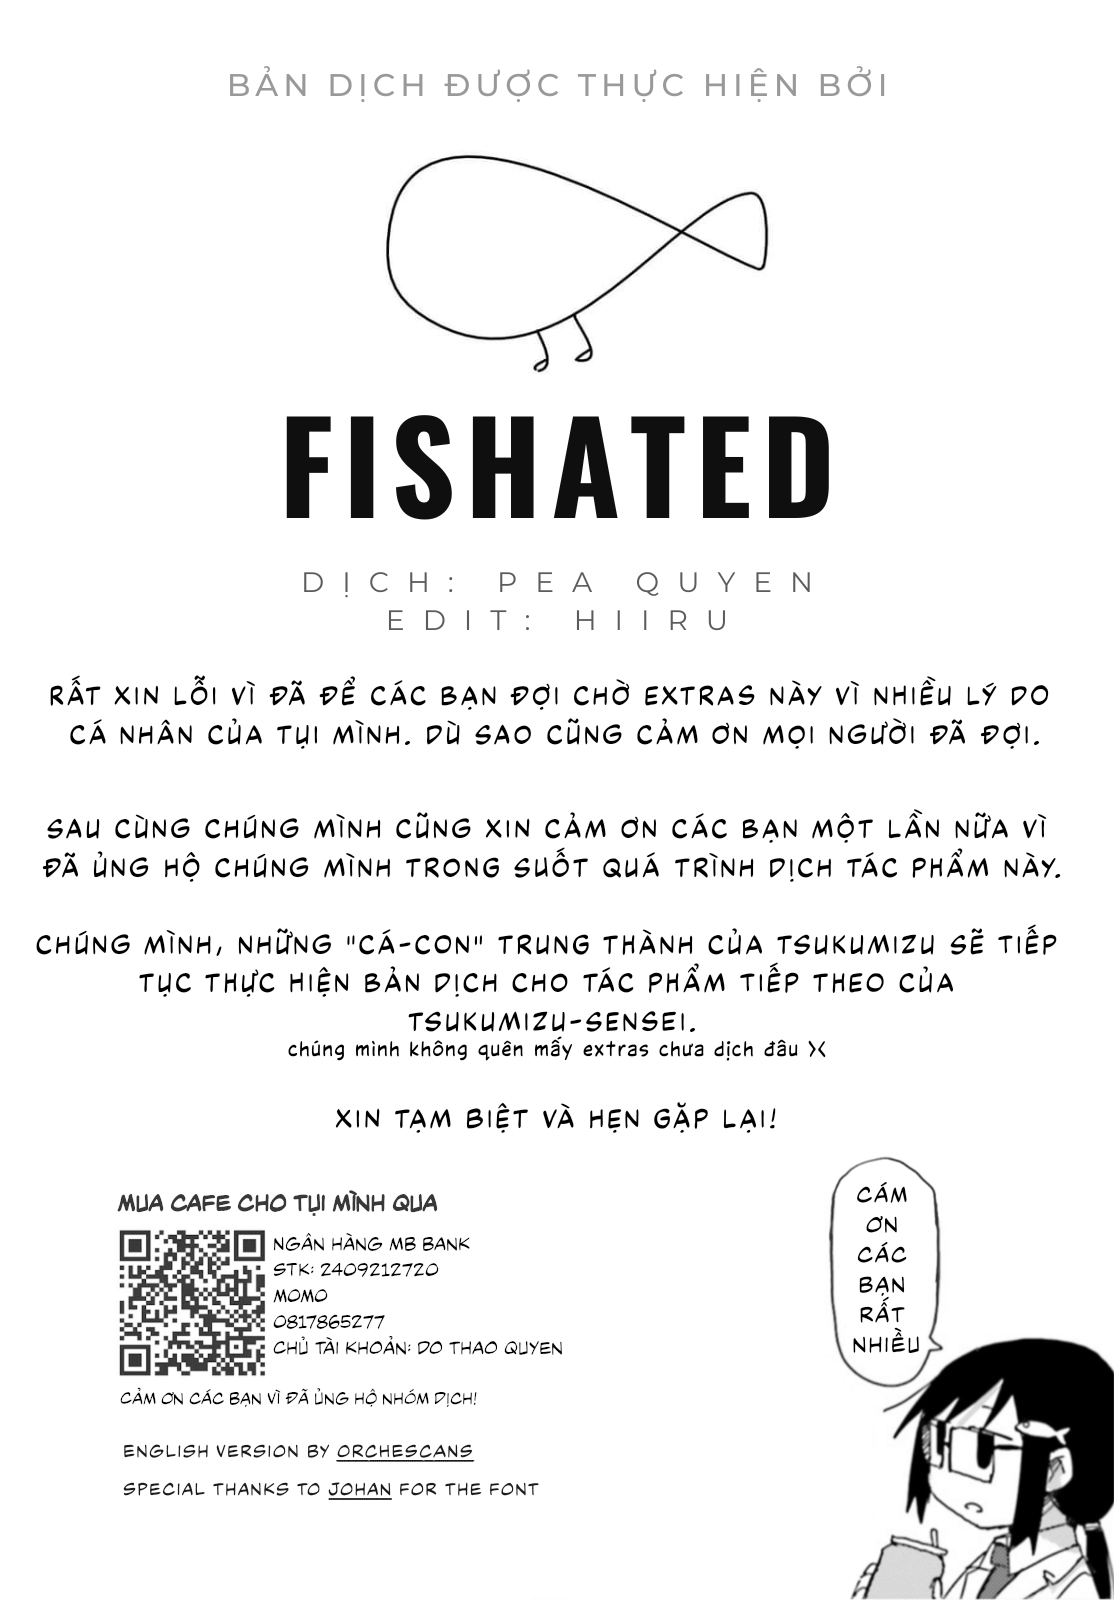 BẢN DỊCH ĐƯỢC THỰC HIỆN BỞI
FISHATED
DỊCH: PEA QUYEN
EDIT: HIIRU
RẤT XIN LỖI VÌ ĐÃ ĐỂ CÁC BẠN ĐỢI CHỜ EXTRAS NÀY VÌ NHIỀU LÝ DO
CÁ NHÂN CỦA TỤI MÌNH. DÙ SAO CŨNG CẢM ƠN MỌI NGƯỜI ĐÃ ĐỢI.
SAU CÙNG CHÚNG MÌNH CŨNG XIN CẢM ƠN CÁC BẠN MỘT LẦN NỮA VÌ
ĐÃ ỦNG HỘ CHÚNG MÌNH TRONG SUỐT QUÁ TRÌNH DỊCH TÁC PHẨM NÀY.
CHÚNG MÌNH, NHỮNG "CÁ-CON" TRUNG THÀNH CỦA TSUKUMIZU SẼ TIẾP
TỤC THỰC HIỆN BẢN DỊCH CHO TÁC PHẨM TIẾP THEO CỦA
TSUKUMIZU-SENSEI.
chúng mình không quên mấy extras chưa dịch đâu ><
XIN TẠM BIỆT VÀ HẸN GẶP LẠI!
CÁM
ƠN
CÁC
BẠN
RẤT
NHIỀU
MUA CAFE CHO TỤI MÌNH QUA
NGÂN HÀNG MB BANK
STK: 2409212720
MOMO
0817865277
CHỦ TÀI KHOẢN: DO THAO QUYEN
CẢM ƠN CÁC BẠN VÌ ĐÃ ỦNG HỘ NHÓM DỊCH!
ENGLISH VERSION BY ORCHESCANS
SPECIAL THANKS TO JOHAN FOR THE FONT